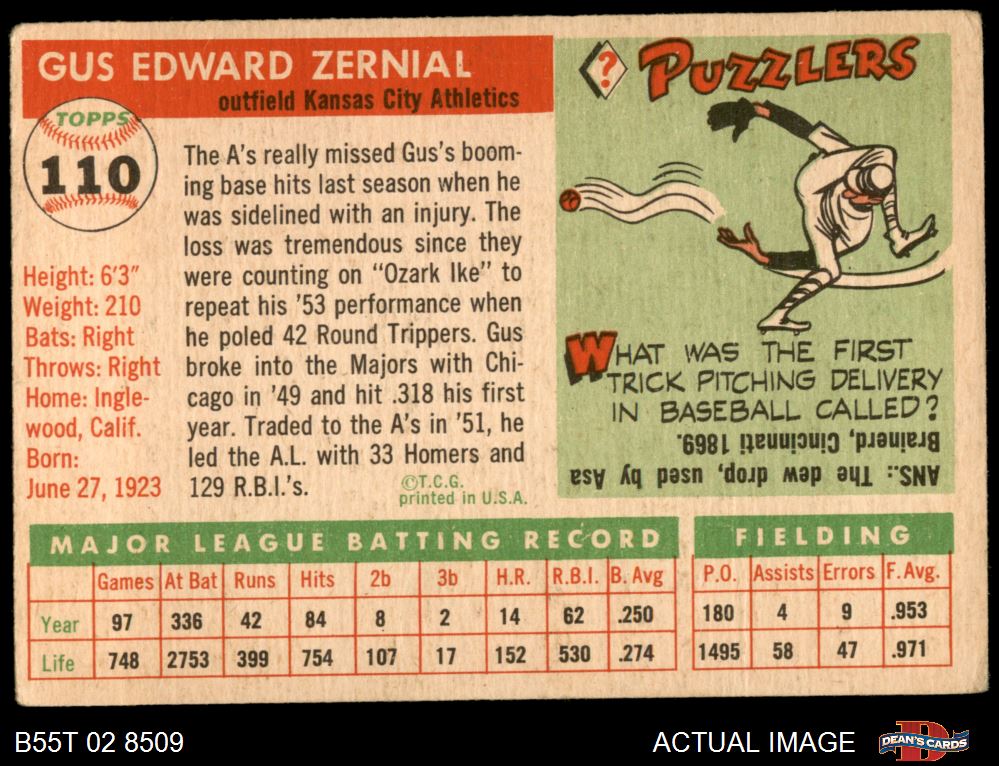 GUS EDWARD ZERNIAL
outfield Kansas City Athletics
TOPPS
110
Height: 6'3"
Weight: 210
Bats: Right
Throws: Right
Home: Ingle-
wood, Calif.
Born:
June 27, 1923
The A's really missed Gus's boom-
ing base hits last season when he
was sidelined with an injury. The
loss was tremendous since they
were counting on "Ozark Ike" to
repeat his '53 performance when
he poled 42 Round Trippers. Gus
broke into the Majors with Chi-
cago in '49 and hit .318 his first
year. Traded to the A's in '51, he
led the A.L. with 33 Homers and
129 R.B.I.'s.
©T.C.G.
printed in U.S.A.
? PUZZLERS
WHAT WAS THE FIRST
TRICK PITCHING DELIVERY
IN BASEBALL CALLED?
ANS.: The dew drop, used by Asa
Brainerd, Cincinnati 1869.
MAJOR LEAGUE BATTING RECORD
Games At Bat Runs Hits 2b 3b H.R. R.B.I. B. Avg
Year 97 336 42 84 8 2 14 62 .250
Life 748 2753 399 754 107 17 152 530 .274
FIELDING
P.O. Assists Errors F. Avg.
180 4 9 .953
1495 58 47 .971
B55T 02 8509
ACTUAL IMAGE
DEAN'S CARDS